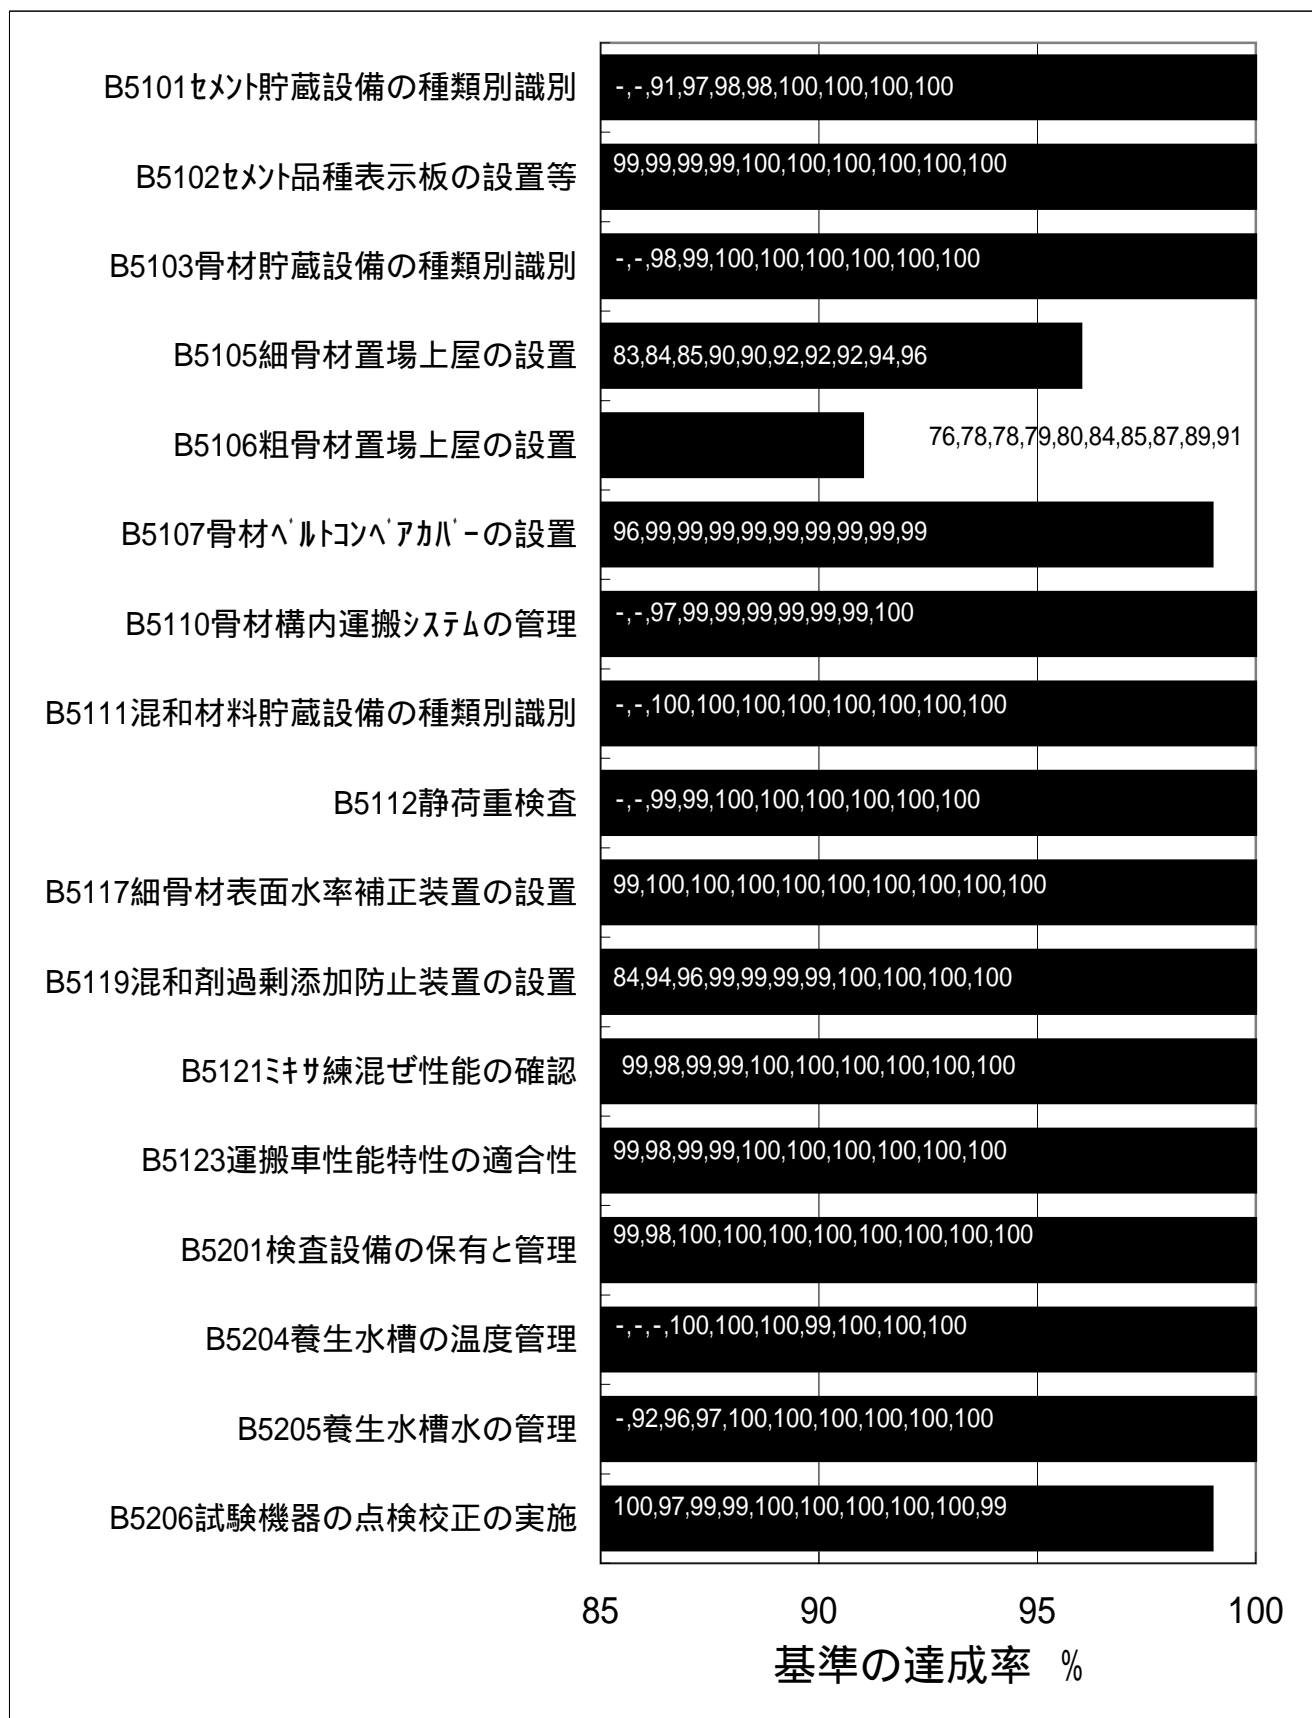 B5101ｾﾒﾝﾄ貯蔵設備の種類別識別 -,-,91,97,98,98,100,100,100,100
B5102ｾﾒﾝﾄ品種表示板の設置等 99,99,99,99,100,100,100,100,100,100
B5103骨材貯蔵設備の種類別識別 -,-,98,99,100,100,100,100,100,100
B5105細骨材置場上屋の設置 83,84,85,90,90,92,92,92,94,96
B5106粗骨材置場上屋の設置 76,78,78,79,80,84,85,87,89,91
B5107骨材ﾍﾞﾙﾄｺﾝﾍﾞｱｶﾊﾞｰの設置 96,99,99,99,99,99,99,99,99,99
B5110骨材構内運搬ｼｽﾃﾑの管理 -,-,97,99,99,99,99,99,99,100
B5111混和材料貯蔵設備の種類別識別 -,-,100,100,100,100,100,100,100,100
B5112静荷重検査 -,-,99,99,100,100,100,100,100,100
B5117細骨材表面水率補正装置の設置 99,100,100,100,100,100,100,100,100,100
B5119混和剤過剰添加防止装置の設置 84,94,96,99,99,99,99,100,100,100,100
B5121ﾐｷｻ練混ぜ性能の確認 99,98,99,99,100,100,100,100,100,100
B5123運搬車性能特性の適合性 99,98,99,99,100,100,100,100,100,100
B5201検査設備の保有と管理 99,98,100,100,100,100,100,100,100,100
B5204養生水槽の温度管理 -,-,-,100,100,100,99,100,100,100
B5205養生水槽水の管理 -,92,96,97,100,100,100,100,100,100
B5206試験機器の点検校正の実施 100,97,99,99,100,100,100,100,100,99
85 90 95 100
基準の達成率 %